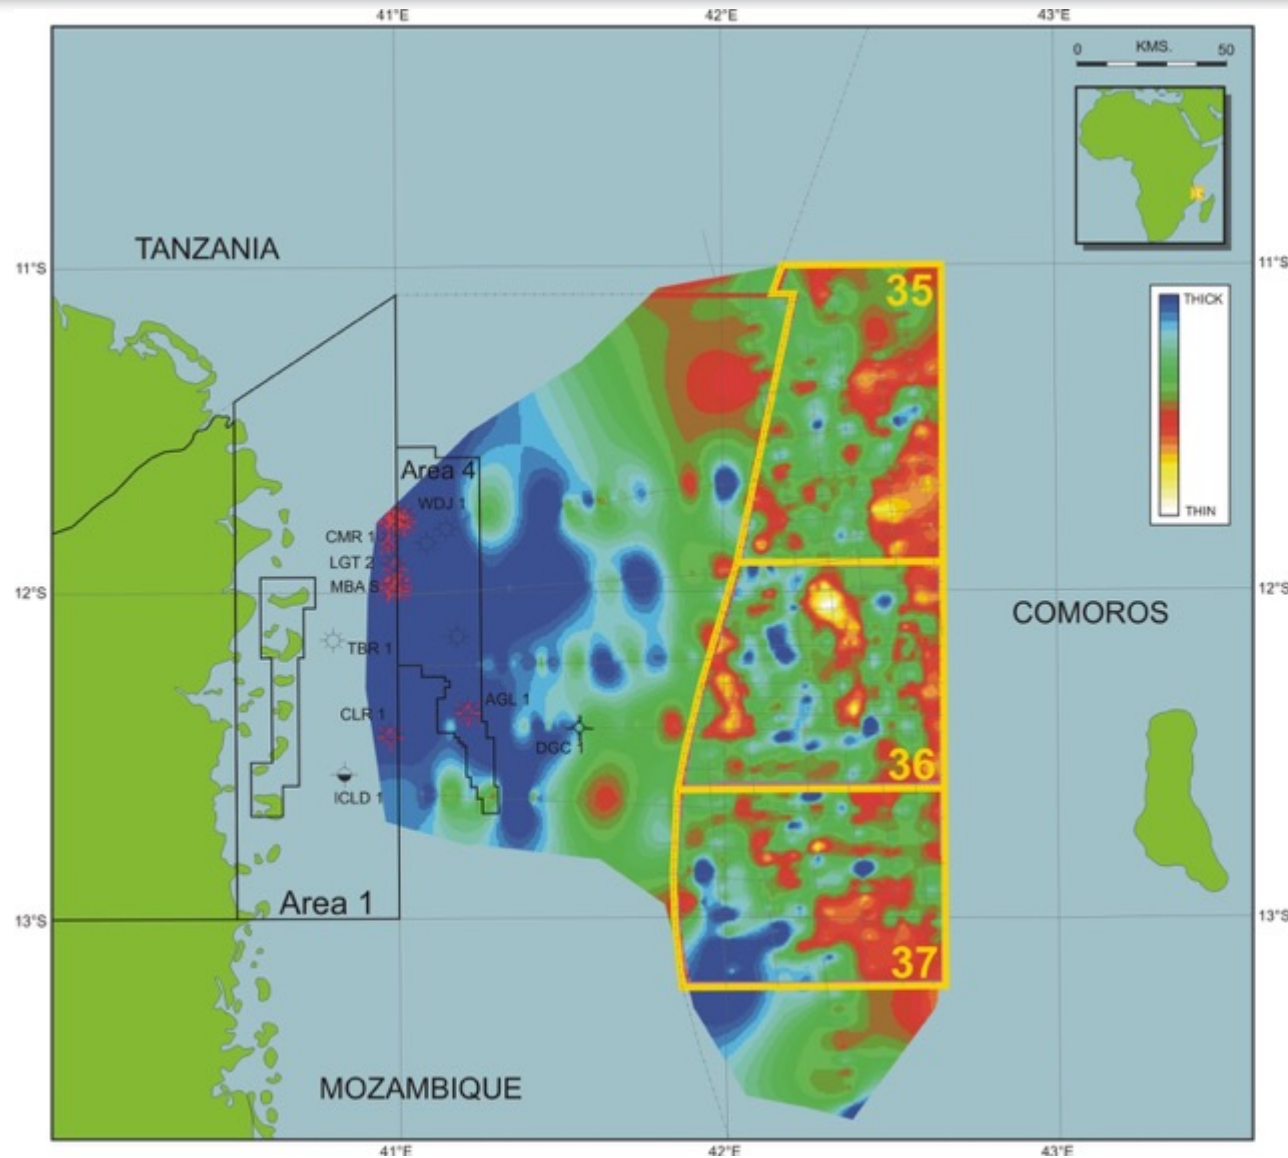 41°E 42°E 43°E
0 KMS. 50
TANZANIA
11°S 11°S
35
THICK
Area 4
WDJ 1
THIN
CMR 1
LGT 2
12°S 12°S
COMOROS
TBR 1
AGL 1
CLR 1
DGC 1
36
ICLD 1
Area 1
13°S 13°S
37
MOZAMBIQUE
41°E 42°E 43°E